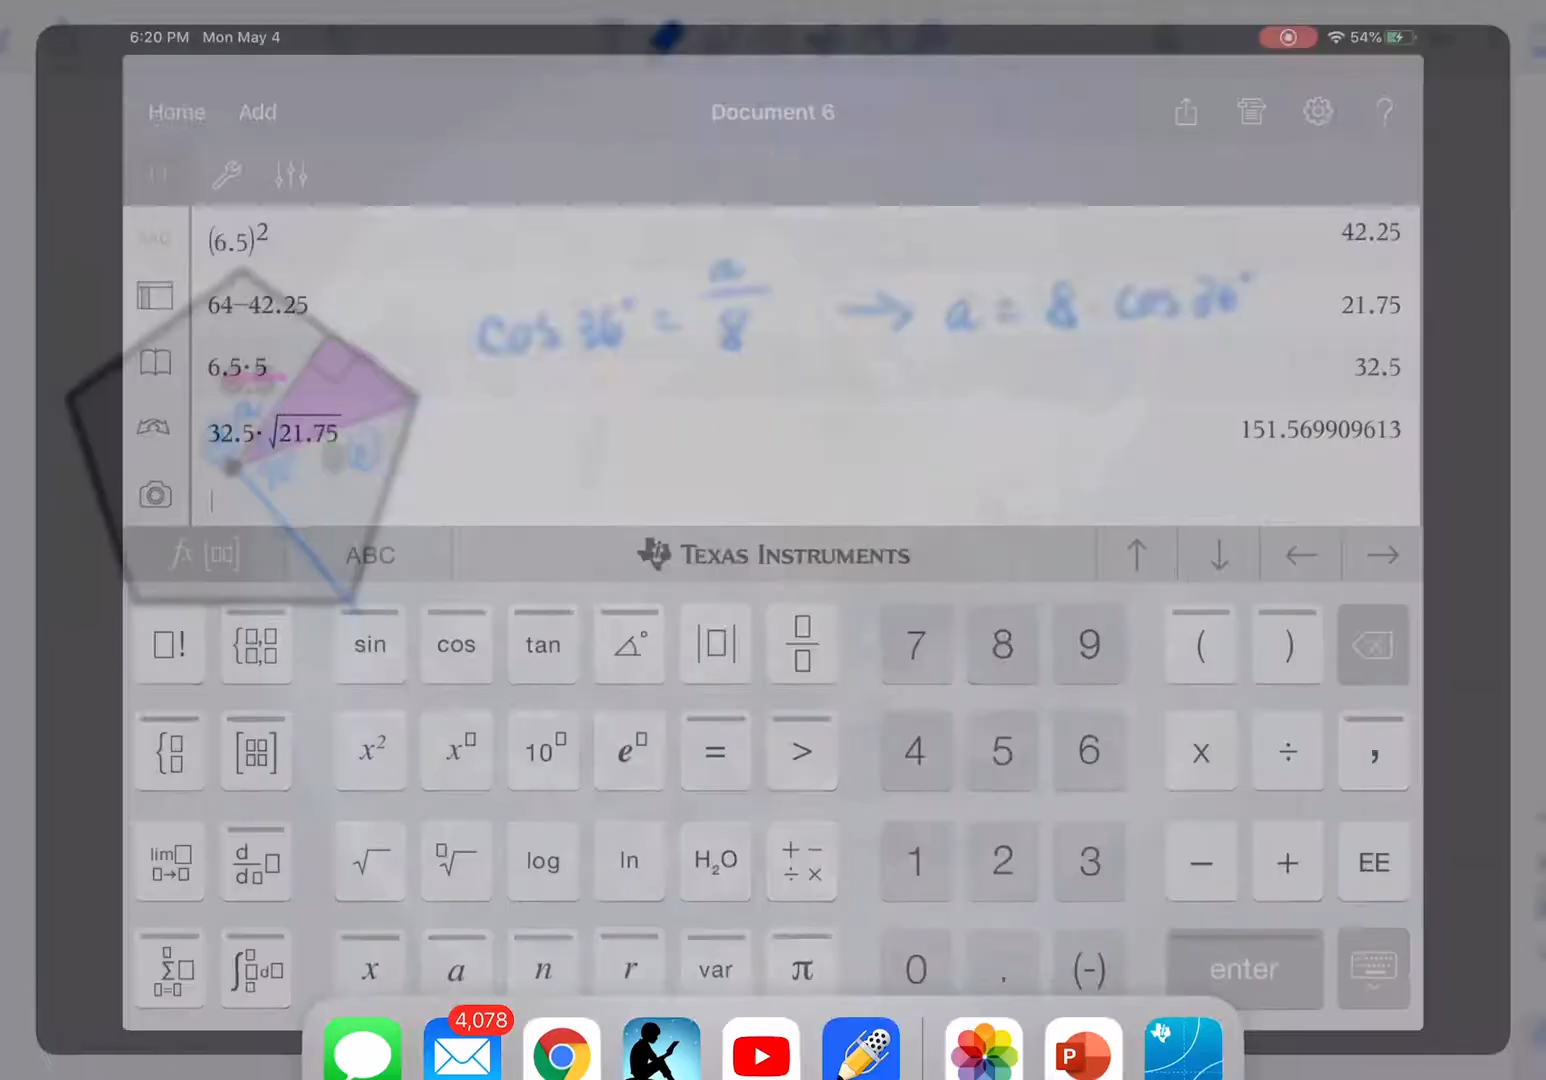 6:20 PM Mon May 4
54%
Home Add Document 6 ?
(6.5)² 42.25
64–42.25 21.75
cos 36° = a/8 → a = 8 · cos 36°
6.5·5 32.5
32.5·√21.75 151.569909613
ABC TEXAS INSTRUMENTS ↑ ↓ ← →
▯! {▯,▯ ▯,▯ sin cos tan ∠° |▯| ▯/▯ 7 8 9 ( )
{▯ ▯ [▯▯ ▯▯] x² x▯ 10▯ e▯ = > 4 5 6 x ÷ ,
lim▯ ▯→▯ d/d▯ ▯ √ ▯√ log ln H₂O + − ÷ × 1 2 3 − + EE
▯ Σ▯ ▯=▯ ∫▯ ▯ ▯d▯ x a n r var π 0 . (-) enter
4,078
P